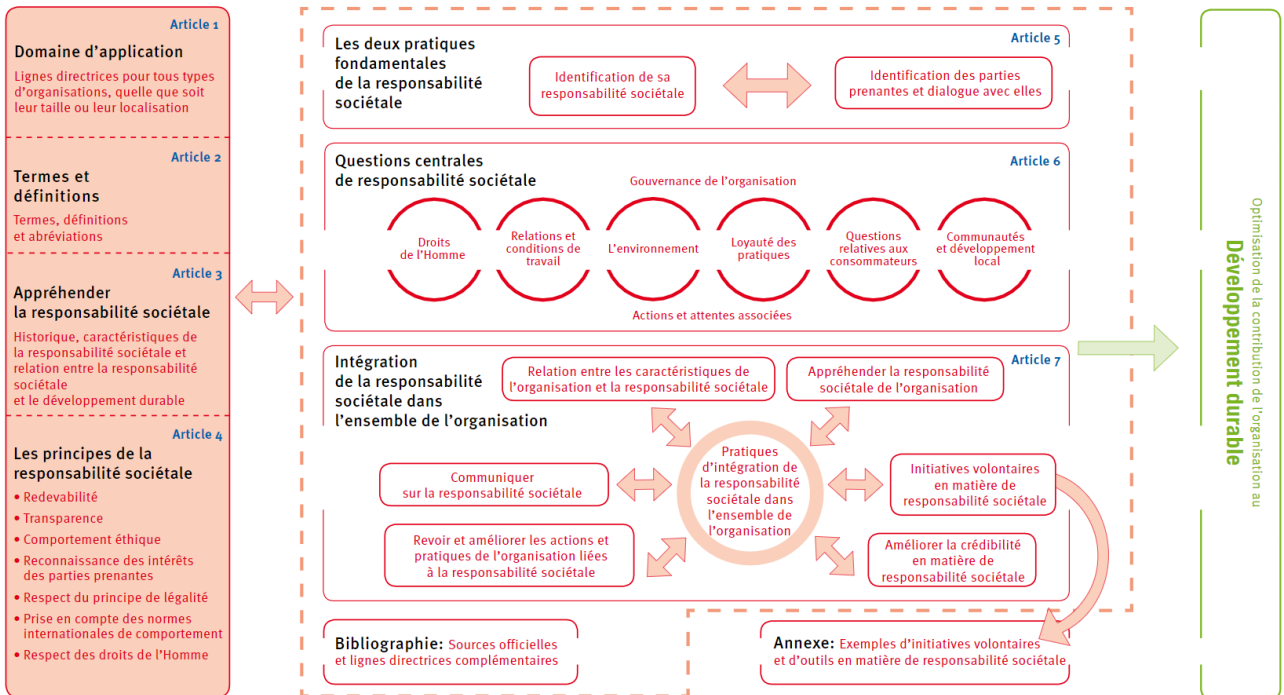 Article 1
Domaine d'application
Lignes directrices pour tous types
d'organisations, quelle que soit
leur taille ou leur localisation
Article 2
Termes et
définitions
Termes, définitions
et abréviations
Article 3
Appréhender
la responsabilité sociétale
Historique, caractéristiques de
la responsabilité sociétale et
relation entre la responsabilité
sociétale
et le développement durable
Article 4
Les principes de la
responsabilité sociétale
• Redevabilité
• Transparence
• Comportement éthique
• Reconnaissance des intérêts
des parties prenantes
• Respect du principe de légalité
• Prise en compte des normes
internationales de comportement
• Respect des droits de l'Homme
Article 5
Les deux pratiques
fondamentales
de la responsabilité
sociétale
Identification de sa
responsabilité sociétale
Identification des parties
prenantes et dialogue avec elles
Article 6
Questions centrales
de responsabilité sociétale
Gouvernance de l'organisation
Droits
de l'Homme
Relations et
conditions de
travail
L'environnement
Loyauté des
pratiques
Questions
relatives aux
consommateurs
Communautés
et développement
local
Actions et attentes associées
Article 7
Intégration
de la responsabilité
sociétale dans
l'ensemble de l'organisation
Relation entre les caractéristiques de
l'organisation et la responsabilité sociétale
Appréhender la responsabilité
sociétale de l'organisation
Communiquer
sur la responsabilité sociétale
Pratiques
d'intégration de
la responsabilité
sociétale dans
l'ensemble de
l'organisation
Initiatives volontaires
en matière de
responsabilité sociétale
Revoir et améliorer les actions et
pratiques de l'organisation liées
à la responsabilité sociétale
Améliorer la crédibilité
en matière de
responsabilité sociétale
Bibliographie: Sources officielles
et lignes directrices complémentaires
Annexe: Exemples d'initiatives volontaires
et d'outils en matière de responsabilité sociétale
Optimisation de la contribution de l'organisation au
Développement durable